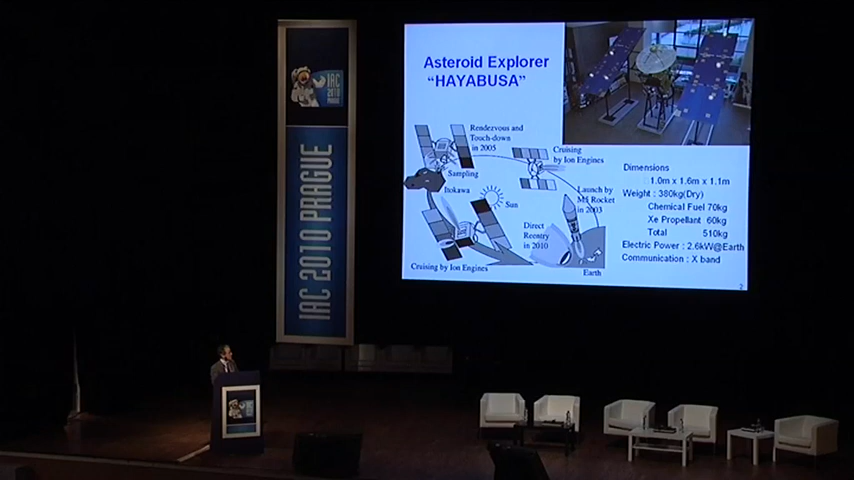 IAC
2010
PRAGUE
IAC 2010 PRAGUE
Asteroid Explorer
“HAYABUSA”
Rendezvous and
Touch-down
in 2005
Cruising
by Ion Engines
Sampling
Itokawa
Sun
Launch by
in 2003
Direct
Reentry
in 2010
Cruising by Ion Engines
Earth
Dimensions
1.0m x 1.6m x 1.1m
Weight : 380kg(Dry)
Chemical Fuel 70kg
Xe Propellant 60kg
Total 510kg
Electric Power : 2.6kW@Earth
Communication : X band
2